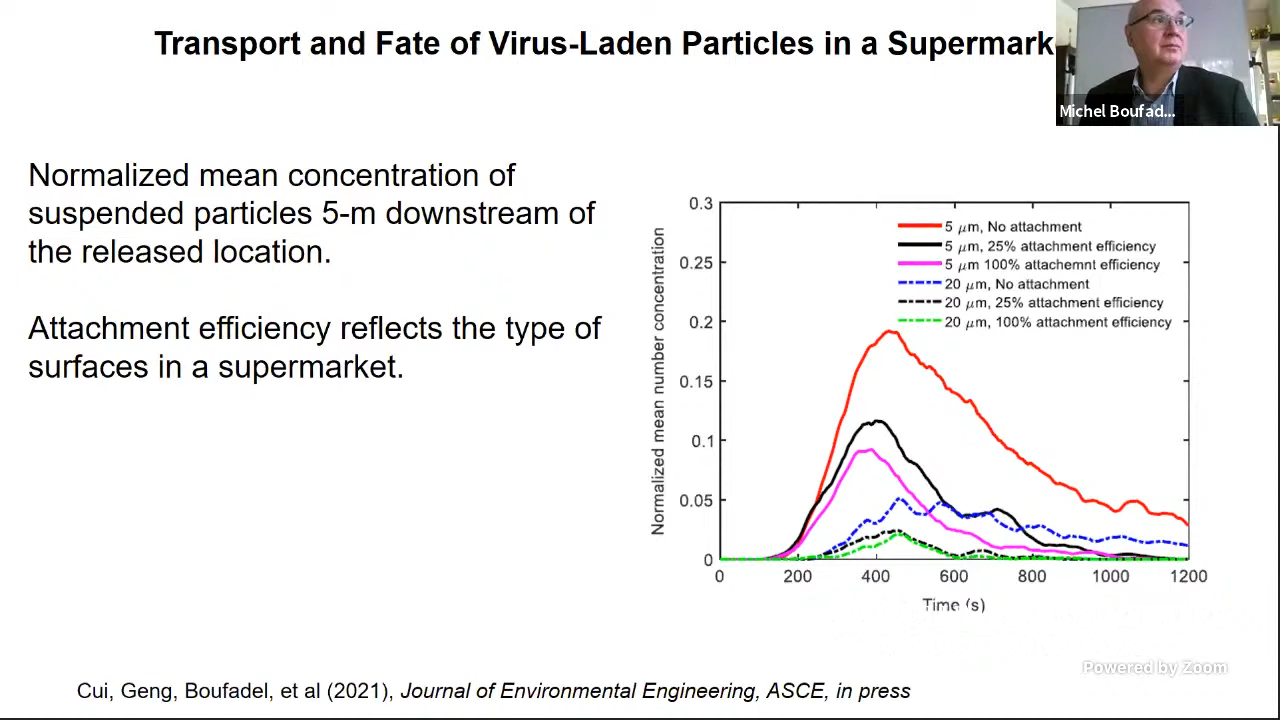 Transport and Fate of Virus-Laden Particles in a Supermark
Michel Boufad...
Normalized mean concentration of
suspended particles 5-m downstream of
the released location.
Attachment efficiency reflects the type of
surfaces in a supermarket.
Normalized mean number concentration
0.3
0.25
0.2
0.15
0.1
0.05
0
5 μm, No attachment
5 μm, 25% attachment efficiency
5 μm 100% attachemnt efficiency
20 μm, No attachment
20 μm, 25% attachment efficiency
20 μm, 100% attachment efficiency
0 200 400 600 800 1000 1200
Time (s)
Powered by Zoom
Cui, Geng, Boufadel, et al (2021), Journal of Environmental Engineering, ASCE, in press